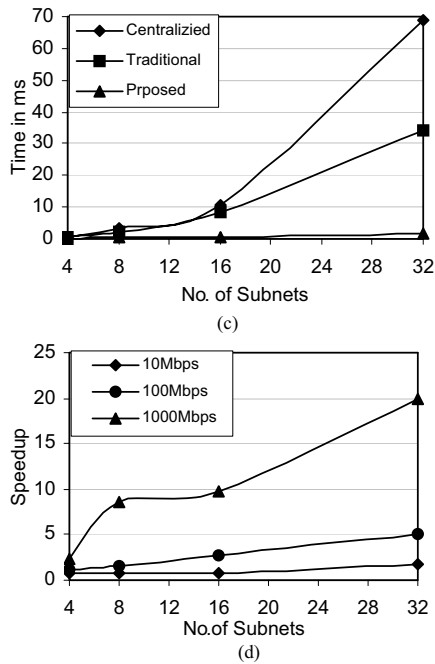 70
60
50
40
30
20
10
0
Time in ms
Centralizied
Traditional
Prposed
4 8 12 16 20 24 28 32
No. of Subnets
(c)
25
20
15
10
5
0
Speedup
10Mbps
100Mbps
1000Mbps
4 8 12 16 20 24 28 32
No.of Subnets
(d)